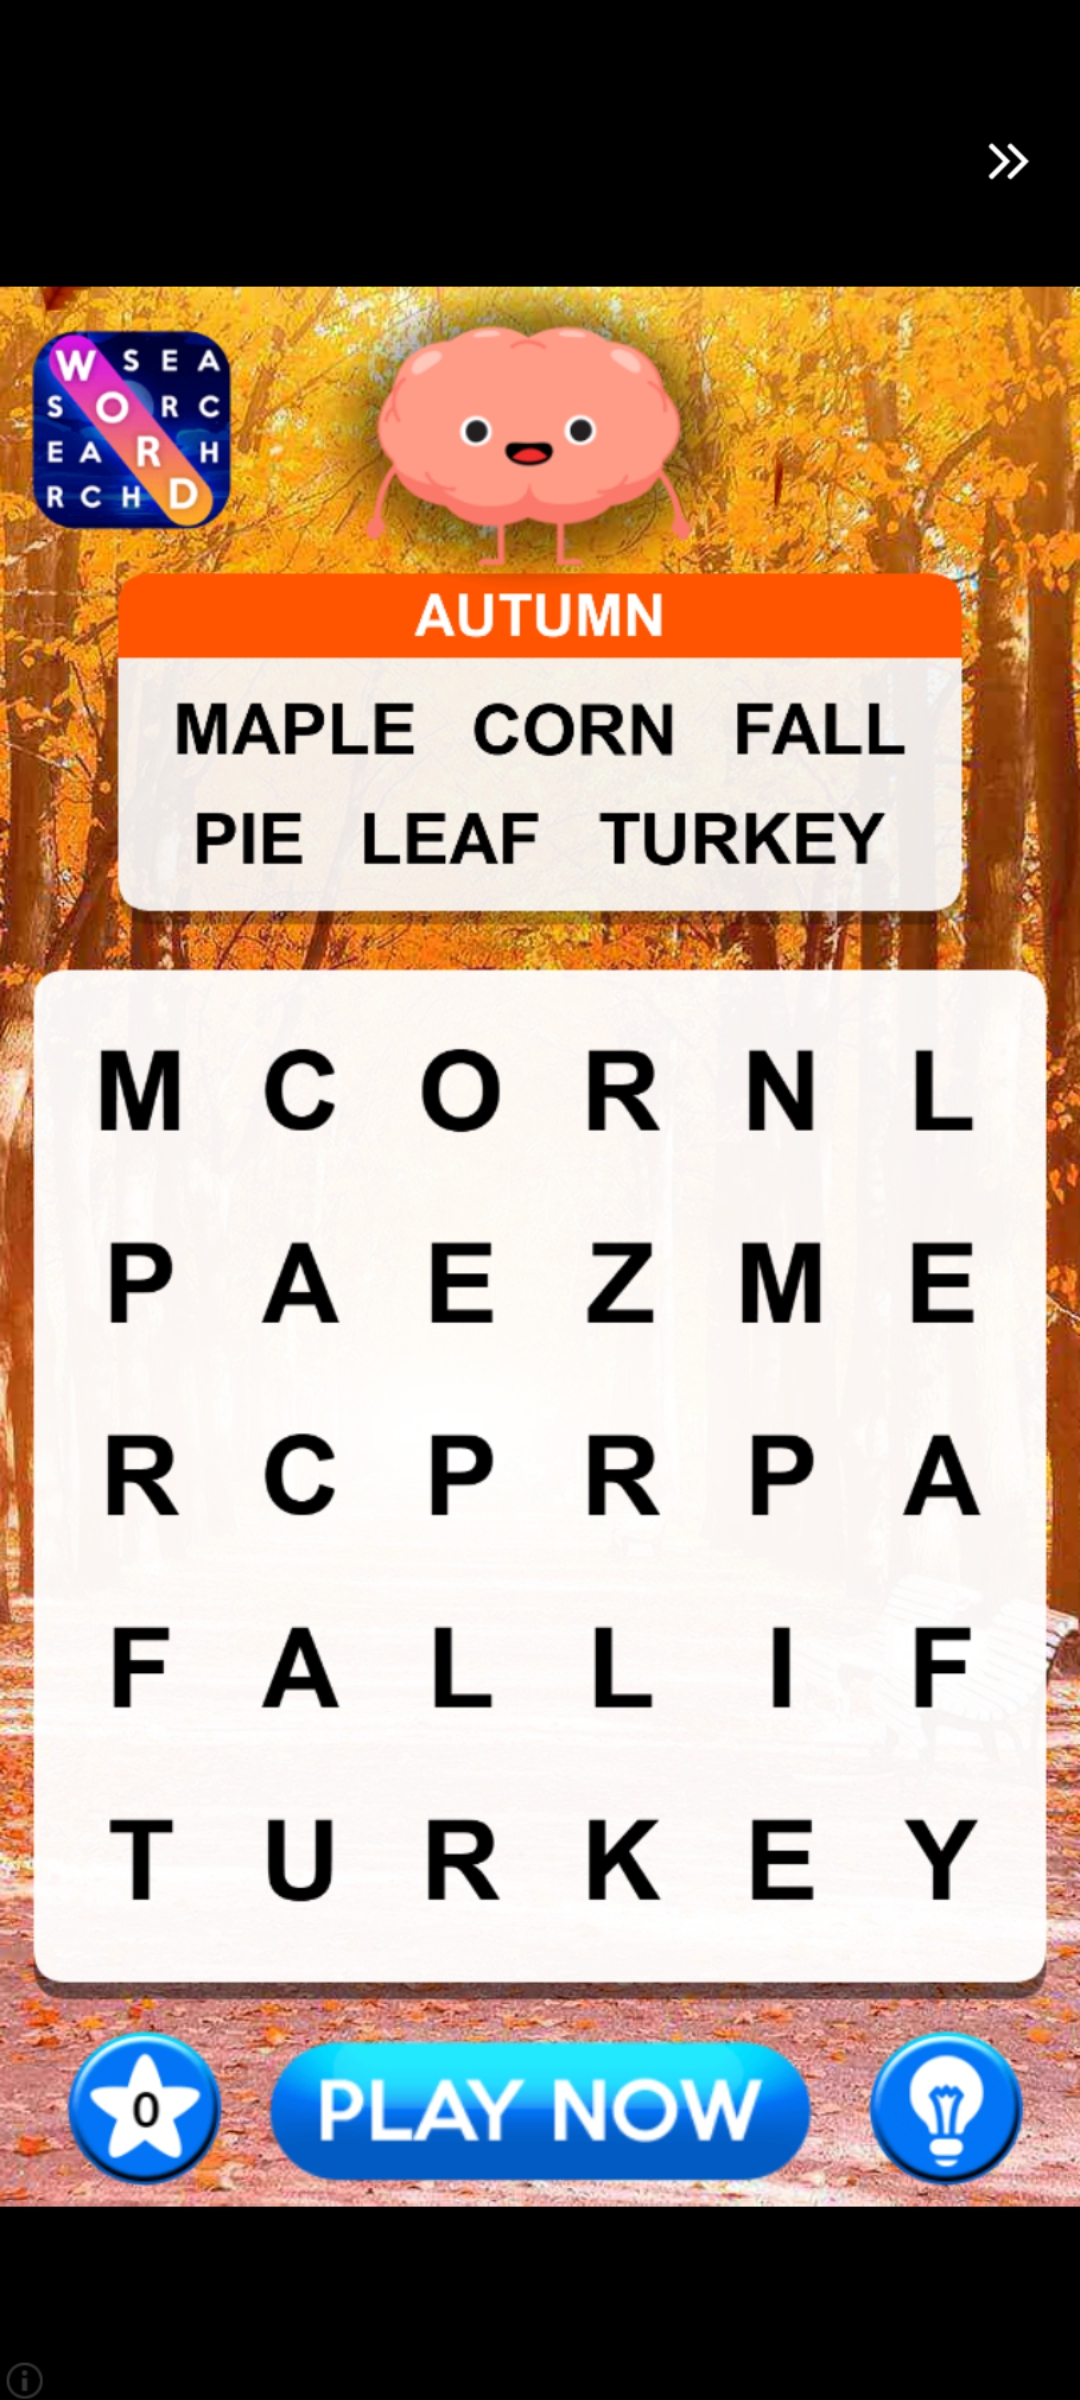 W S E A
S O R C
E A R H
R C H D
AUTUMN
MAPLE CORN FALL
PIE LEAF TURKEY
M C O R N L
P A E Z M E
R C P R P A
F A L L I F
T U R K E Y
0 PLAY NOW